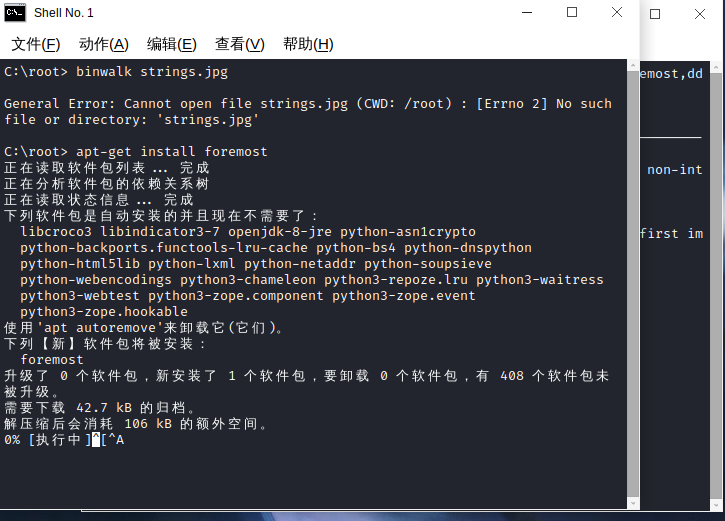 Shell No. 1
文件(F) 动作(A) 编辑(E) 查看(V) 帮助(H)
C:\root> binwalk strings.jpg
General Error: Cannot open file strings.jpg (CWD: /root) : [Errno 2] No such
file or directory: 'strings.jpg'
C:\root> apt-get install foremost
正在读取软件包列表... 完成
正在分析软件包的依赖关系树
正在读取状态信息... 完成
下列软件包是自动安装的并且现在不需要了：
libcroco3 libindicator3-7 openjdk-8-jre python-asn1crypto
python-backports.functools-lru-cache python-bs4 python-dnspython
python-html5lib python-lxml python-netaddr python-soupsieve
python-webencodings python3-chameleon python3-repoze.lru python3-waitress
python3-webtest python3-zope.component python3-zope.event
python3-zope.hookable
使用'apt autoremove'来卸载它(它们)。
下列【新】软件包将被安装：
foremost
升级了 0 个软件包，新安装了 1 个软件包，要卸载 0 个软件包，有 408 个软件包未
被升级。
需要下载 42.7 kB 的归档。
解压缩后会消耗 106 kB 的额外空间。
0% [执行中]^[^A
emost,dd
non-int
first im